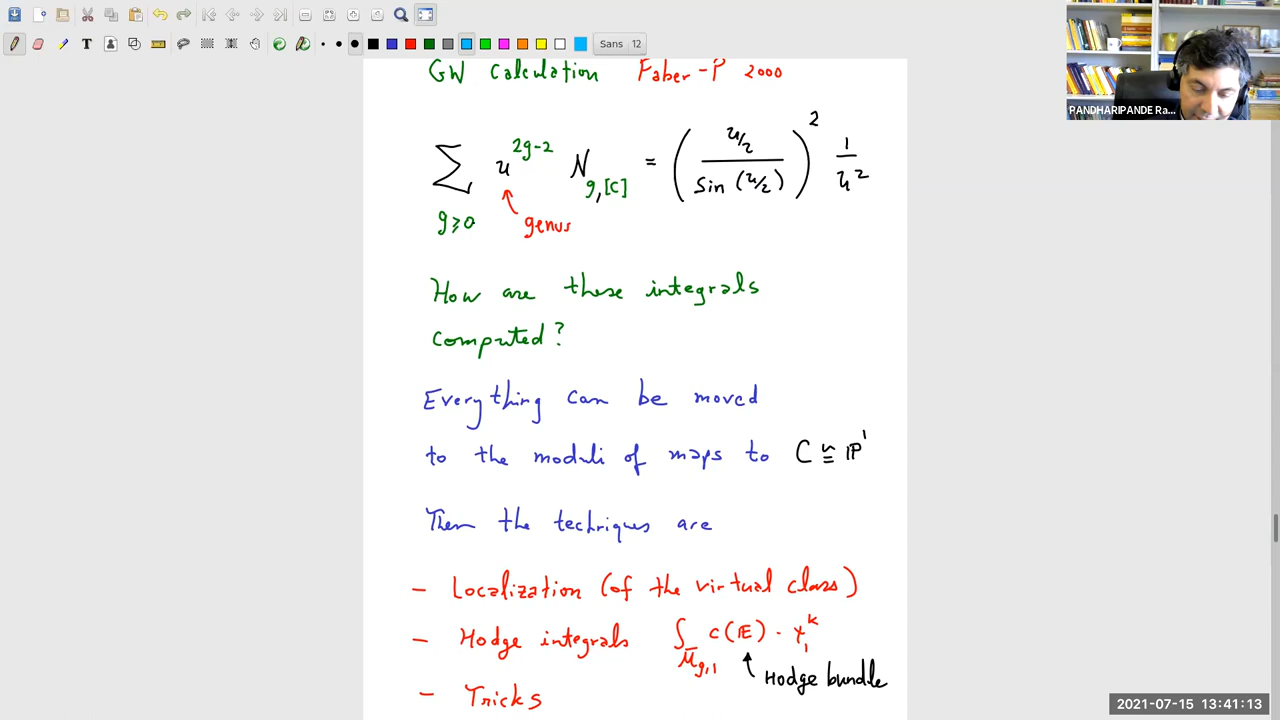 Sans 12
PANDHARIPANDE Ra...
GW Calculation Faber-P 2000
∑_{g≥0} u^{2g-2} N_{g,[C]} = ( (u/2) / sin(u/2) )^2 1/u^2
genus
How are these integrals
computed?
Everything can be moved
to the moduli of maps to C ≅ ℙ^1
Then the techniques are
– Localization (of the virtual class)
– Hodge integrals ∫_{\overline{M}_{g,1}} c(𝔼) · ψ_1^k
Hodge bundle
– Tricks
2021-07-15 13:41:13